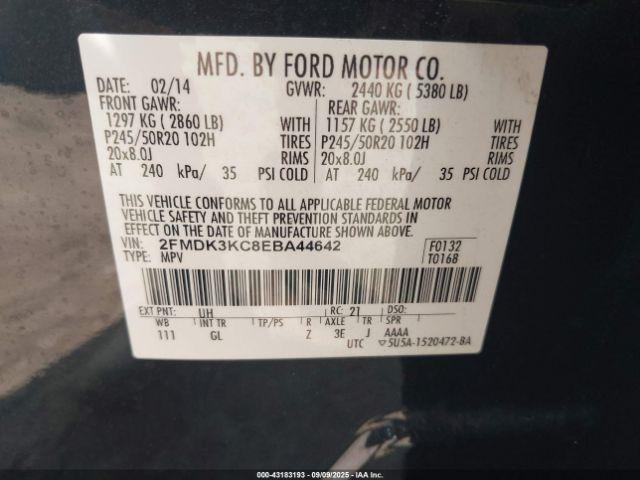 MFD. BY FORD MOTOR CO.
DATE: 02/14 GVWR: 2440 KG ( 5380 LB)
FRONT GAWR: REAR GAWR:
1297 KG ( 2860 LB) WITH 1157 KG ( 2550 LB) WITH
P245/50R20 102H TIRES P245/50R20 102H TIRES
20x8.0J RIMS 20x8.0J RIMS
AT 240 kPa/ 35 PSI COLD AT 240 kPa/ 35 PSI COLD
THIS VEHICLE CONFORMS TO ALL APPLICABLE FEDERAL MOTOR
VEHICLE SAFETY AND THEFT PREVENTION STANDARDS IN
EFFECT ON THE DATE OF MANUFACTURE SHOWN ABOVE.
VIN: 2FMDK3KC8EBA44642 F0132
TYPE: MPV T0168
EXT PNT: UH RC: 21 DSO:
WB INT TR TP/PS R AXLE TR SPR
111 GL Z 3E J AAAA
UTC ▽5U5A-1520472-BA
000-43183193 - 09/09/2025 - IAA Inc.